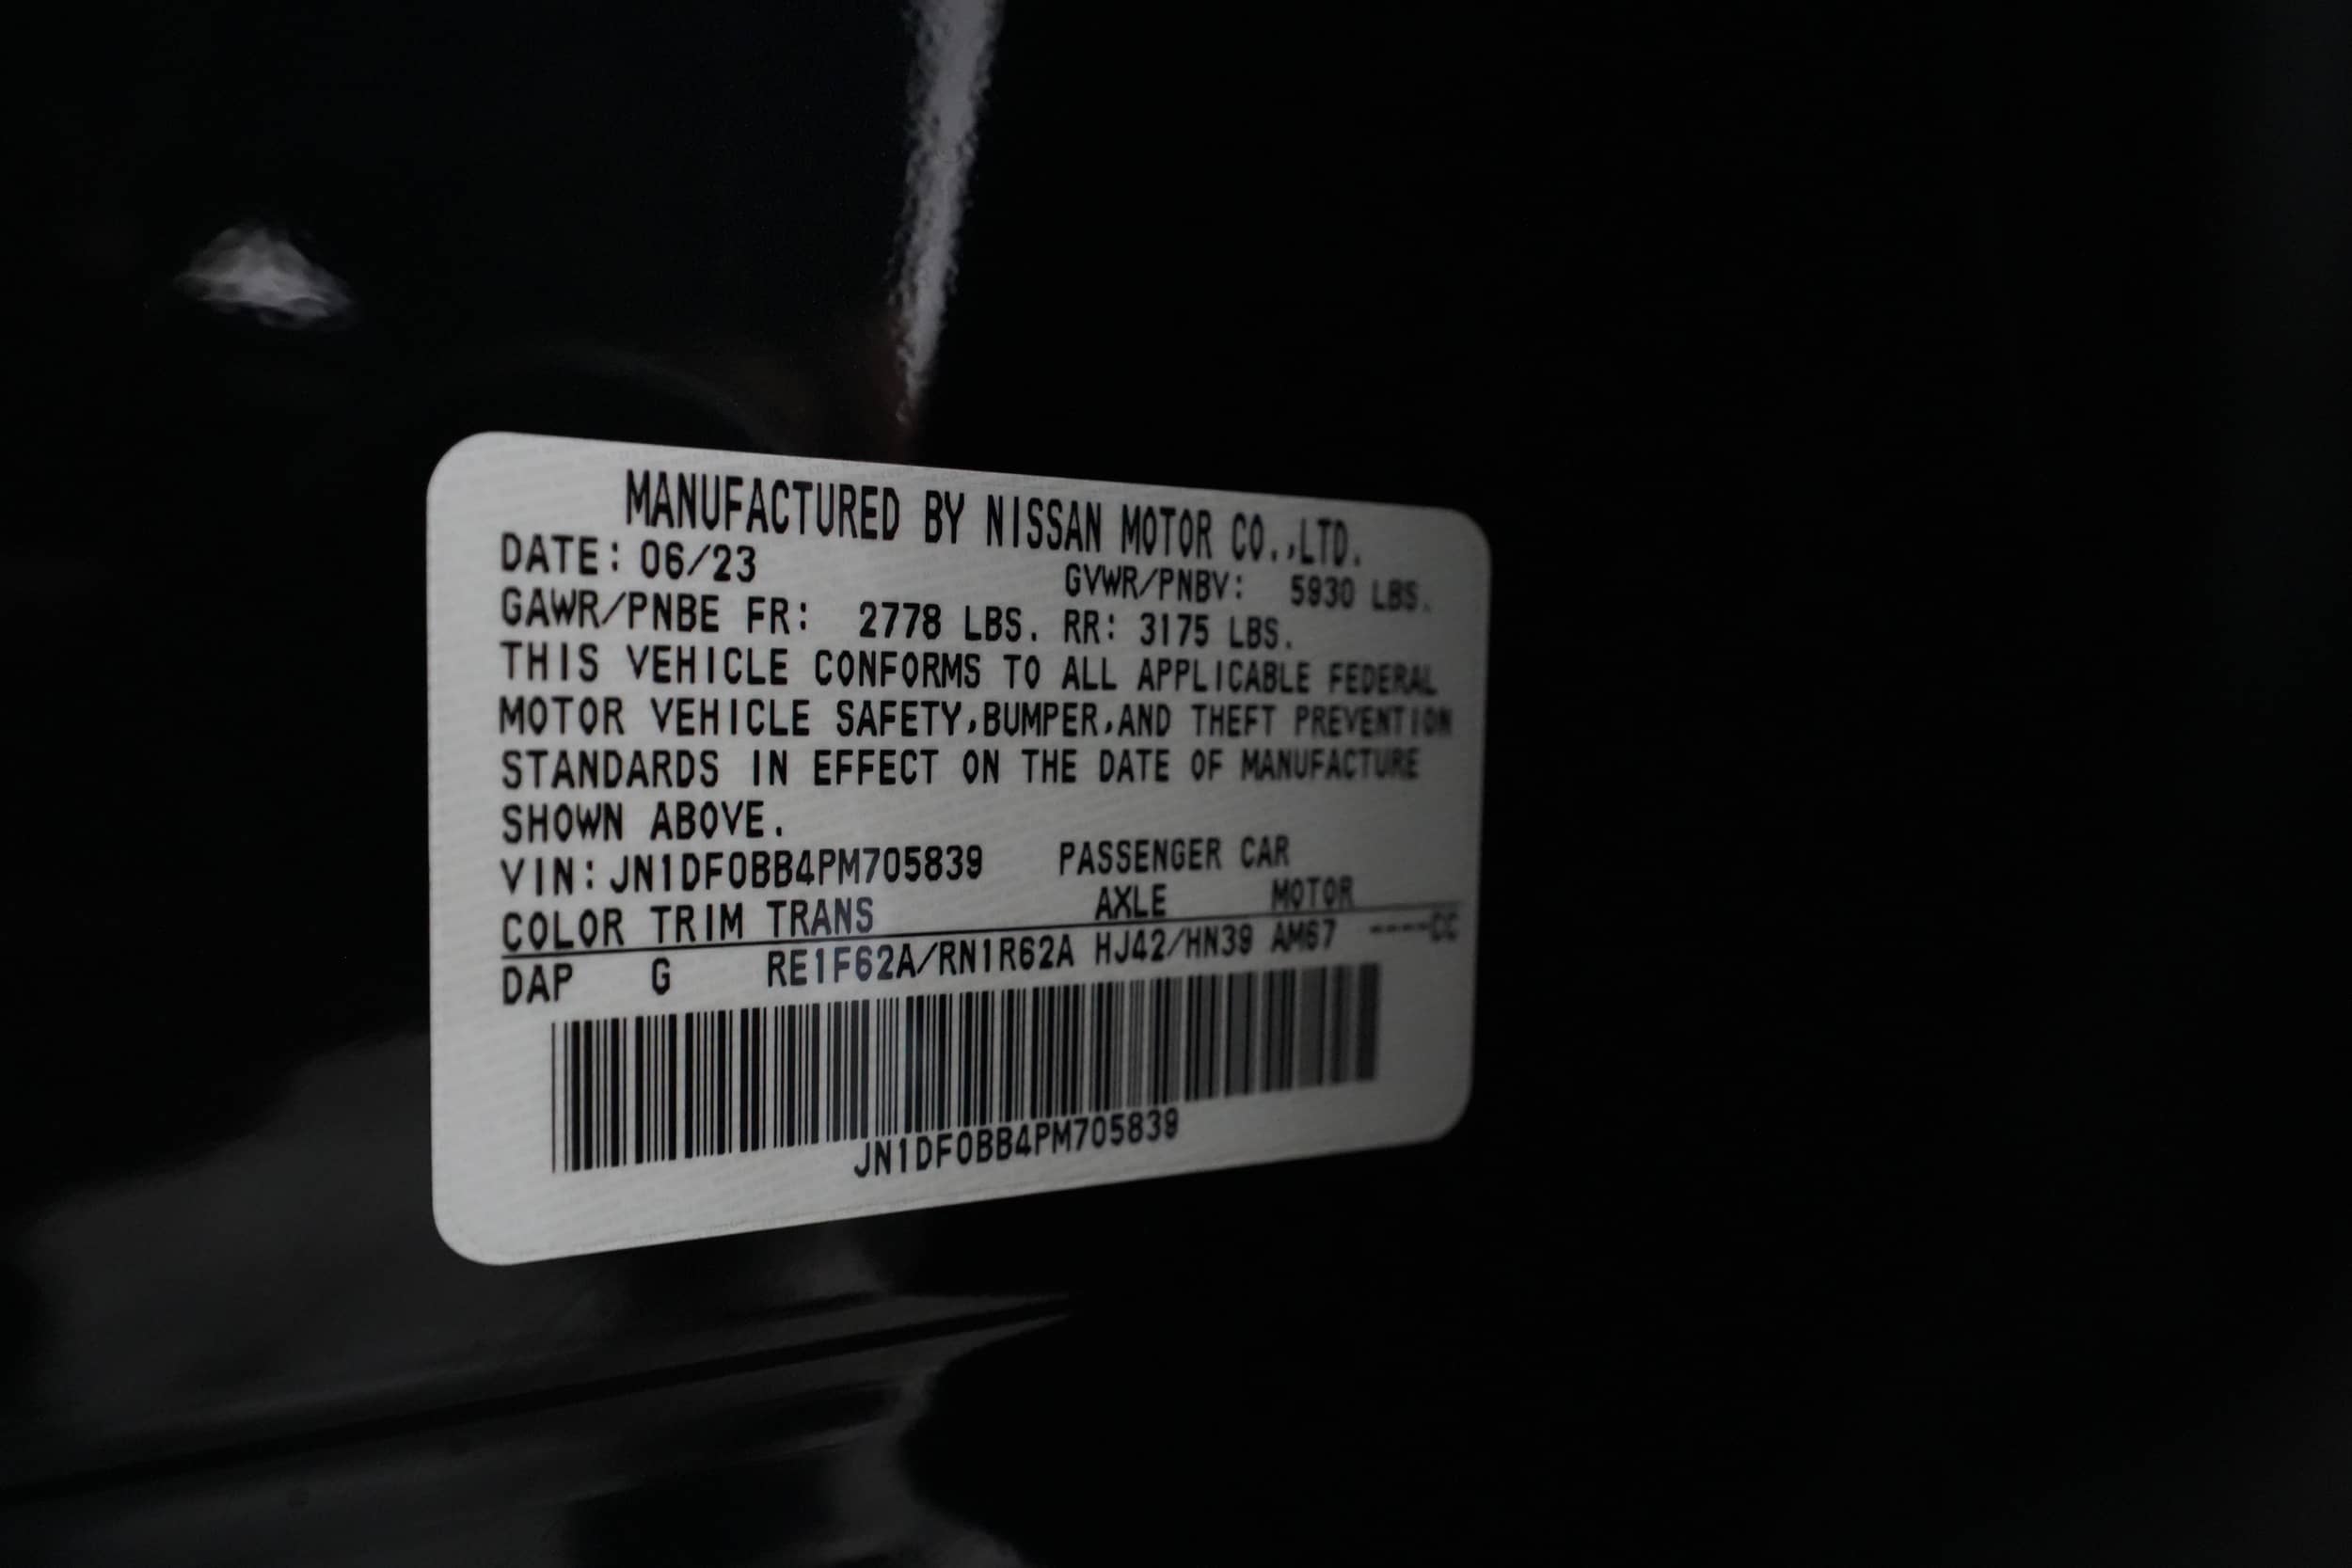 MANUFACTURED BY NISSAN MOTOR CO.,LTD.
DATE: 06/23 GVWR/PNBV: 5930 LBS.
GAWR/PNBE FR: 2778 LBS. RR: 3175 LBS.
THIS VEHICLE CONFORMS TO ALL APPLICABLE FEDERAL
MOTOR VEHICLE SAFETY,BUMPER,AND THEFT PREVENTION
STANDARDS IN EFFECT ON THE DATE OF MANUFACTURE
SHOWN ABOVE.
VIN:JN1DF0BB4PM705839 PASSENGER CAR
COLOR TRIM TRANS AXLE MOTOR
DAP G RE1F62A/RN1R62A HJ42/HN39 AM67 ----CC
JN1DF0BB4PM705839